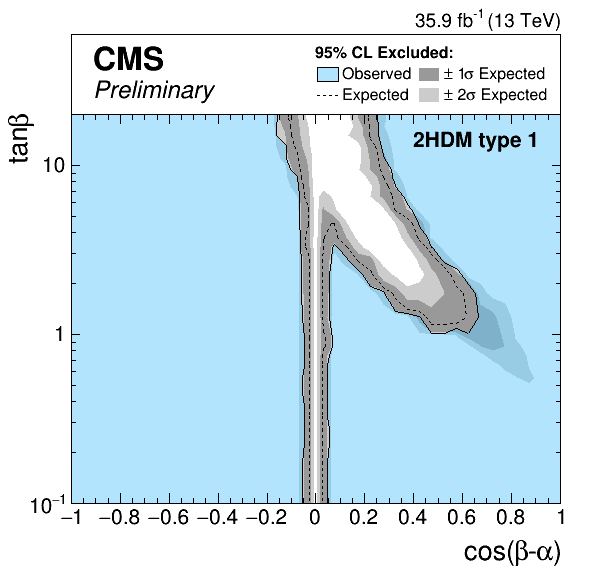 35.9 fb⁻¹ (13 TeV)
CMS
Preliminary
95% CL Excluded:
Observed ± 1σ Expected
Expected ± 2σ Expected
2HDM type 1
tanβ
10
1
10⁻¹
−1 −0.8 −0.6 −0.4 −0.2 0 0.2 0.4 0.6 0.8 1
cos(β-α)